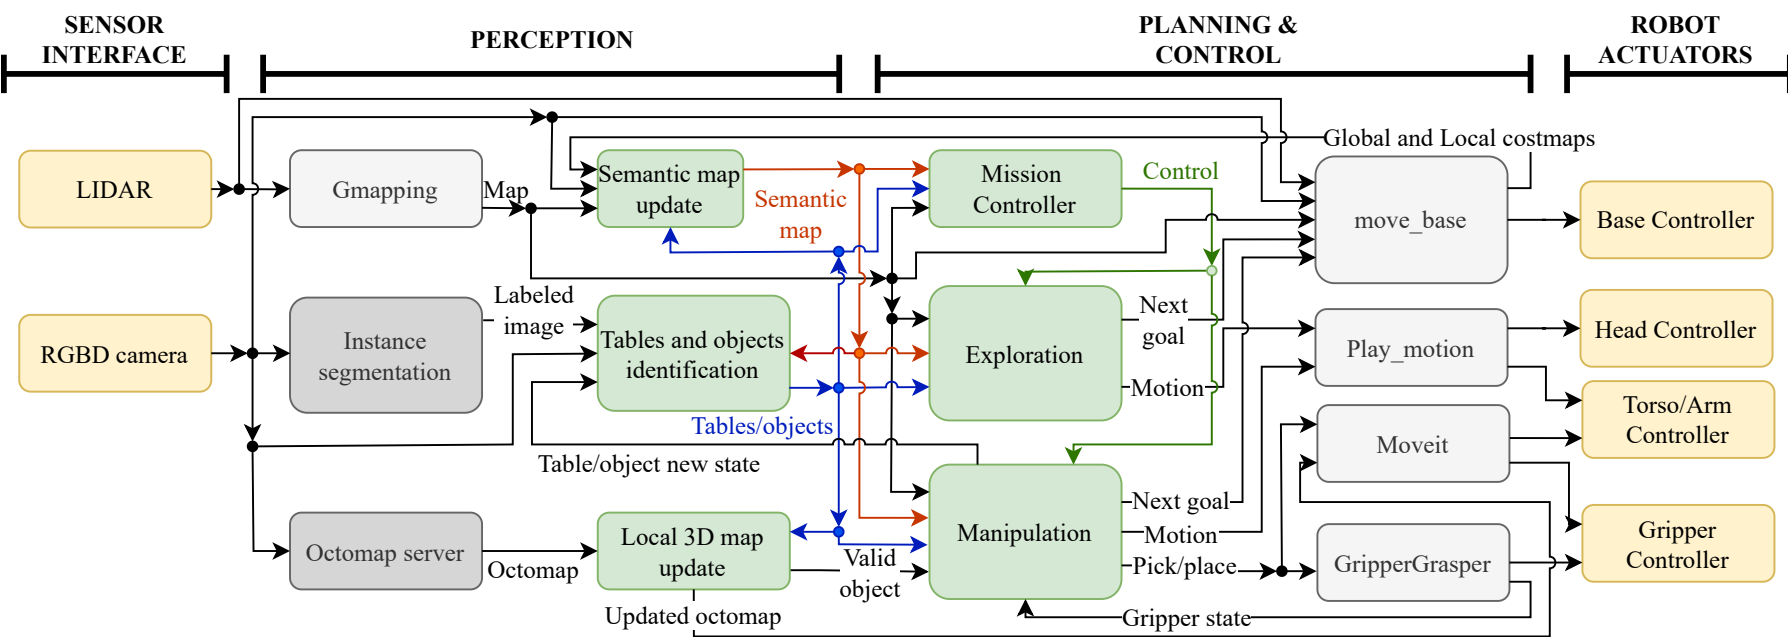 SENSOR
INTERFACE
PERCEPTION
PLANNING &
CONTROL
ROBOT
ACTUATORS
Global and Local costmaps
LIDAR
Gmapping
Map
Semantic map
update
Semantic
map
Mission
Controller
Control
move_base
Base Controller
RGBD camera
Instance
segmentation
Labeled
image
Tables and objects
identification
Tables/objects
Exploration
Next
goal
Motion
Play_motion
Head Controller
Torso/Arm
Controller
Moveit
Table/object new state
Octomap server
Octomap
Local 3D map
update
Updated octomap
Valid
object
Manipulation
Next goal
Motion
Pick/place
Gripper state
GripperGrasper
Gripper
Controller